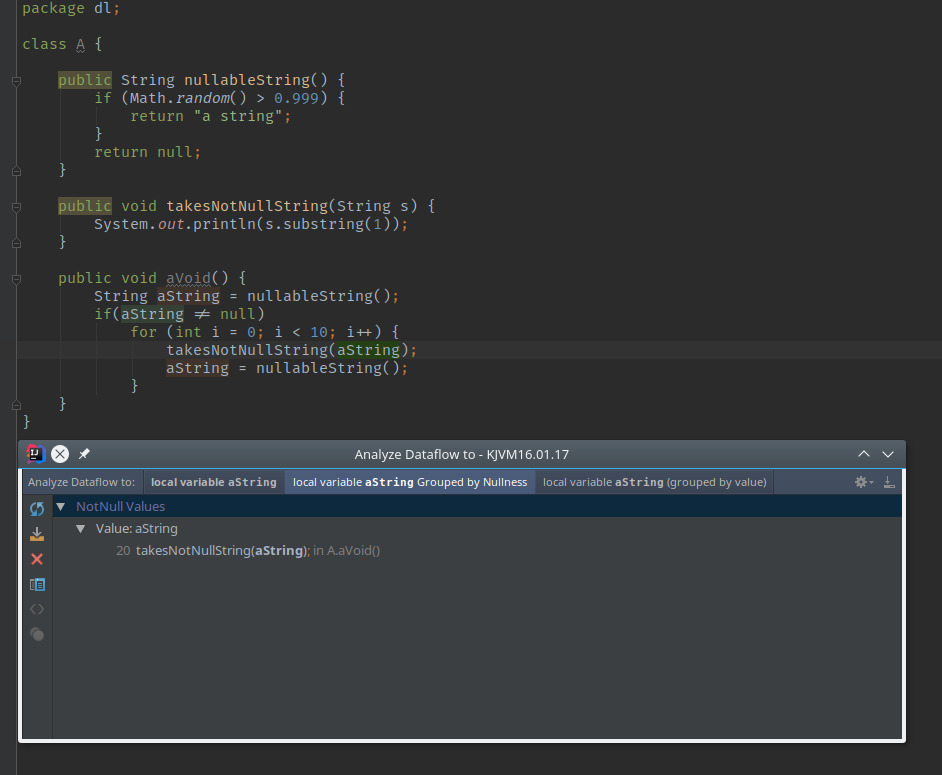 package dl;
class A {
public String nullableString() {
if (Math.random() > 0.999) {
return "a string";
}
return null;
}
public void takesNotNullString(String s) {
System.out.println(s.substring(1));
}
public void aVoid() {
String aString = nullableString();
if(aString ≠ null)
for (int i = 0; i < 10; i++) {
takesNotNullString(aString);
aString = nullableString();
}
}
}
IJ
Analyze Dataflow to - KJVM16.01.17
Analyze Dataflow to: local variable aString local variable aString Grouped by Nullness local variable aString (grouped by value)
NotNull Values
Value: aString
20 takesNotNullString(aString); in A.aVoid()